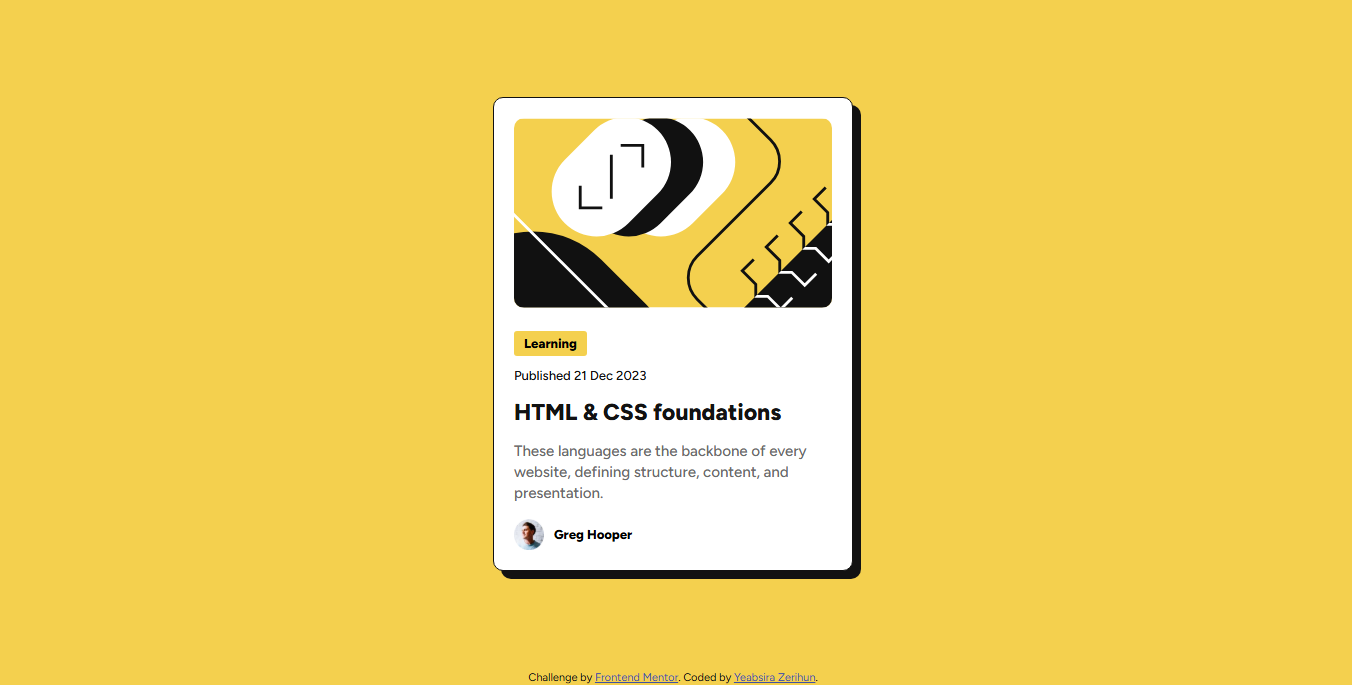 Learning
Published 21 Dec 2023
HTML & CSS foundations
These languages are the backbone of every
website, defining structure, content, and
presentation.
Greg Hooper
Challenge by Frontend Mentor. Coded by Yeabsira Zerihun.